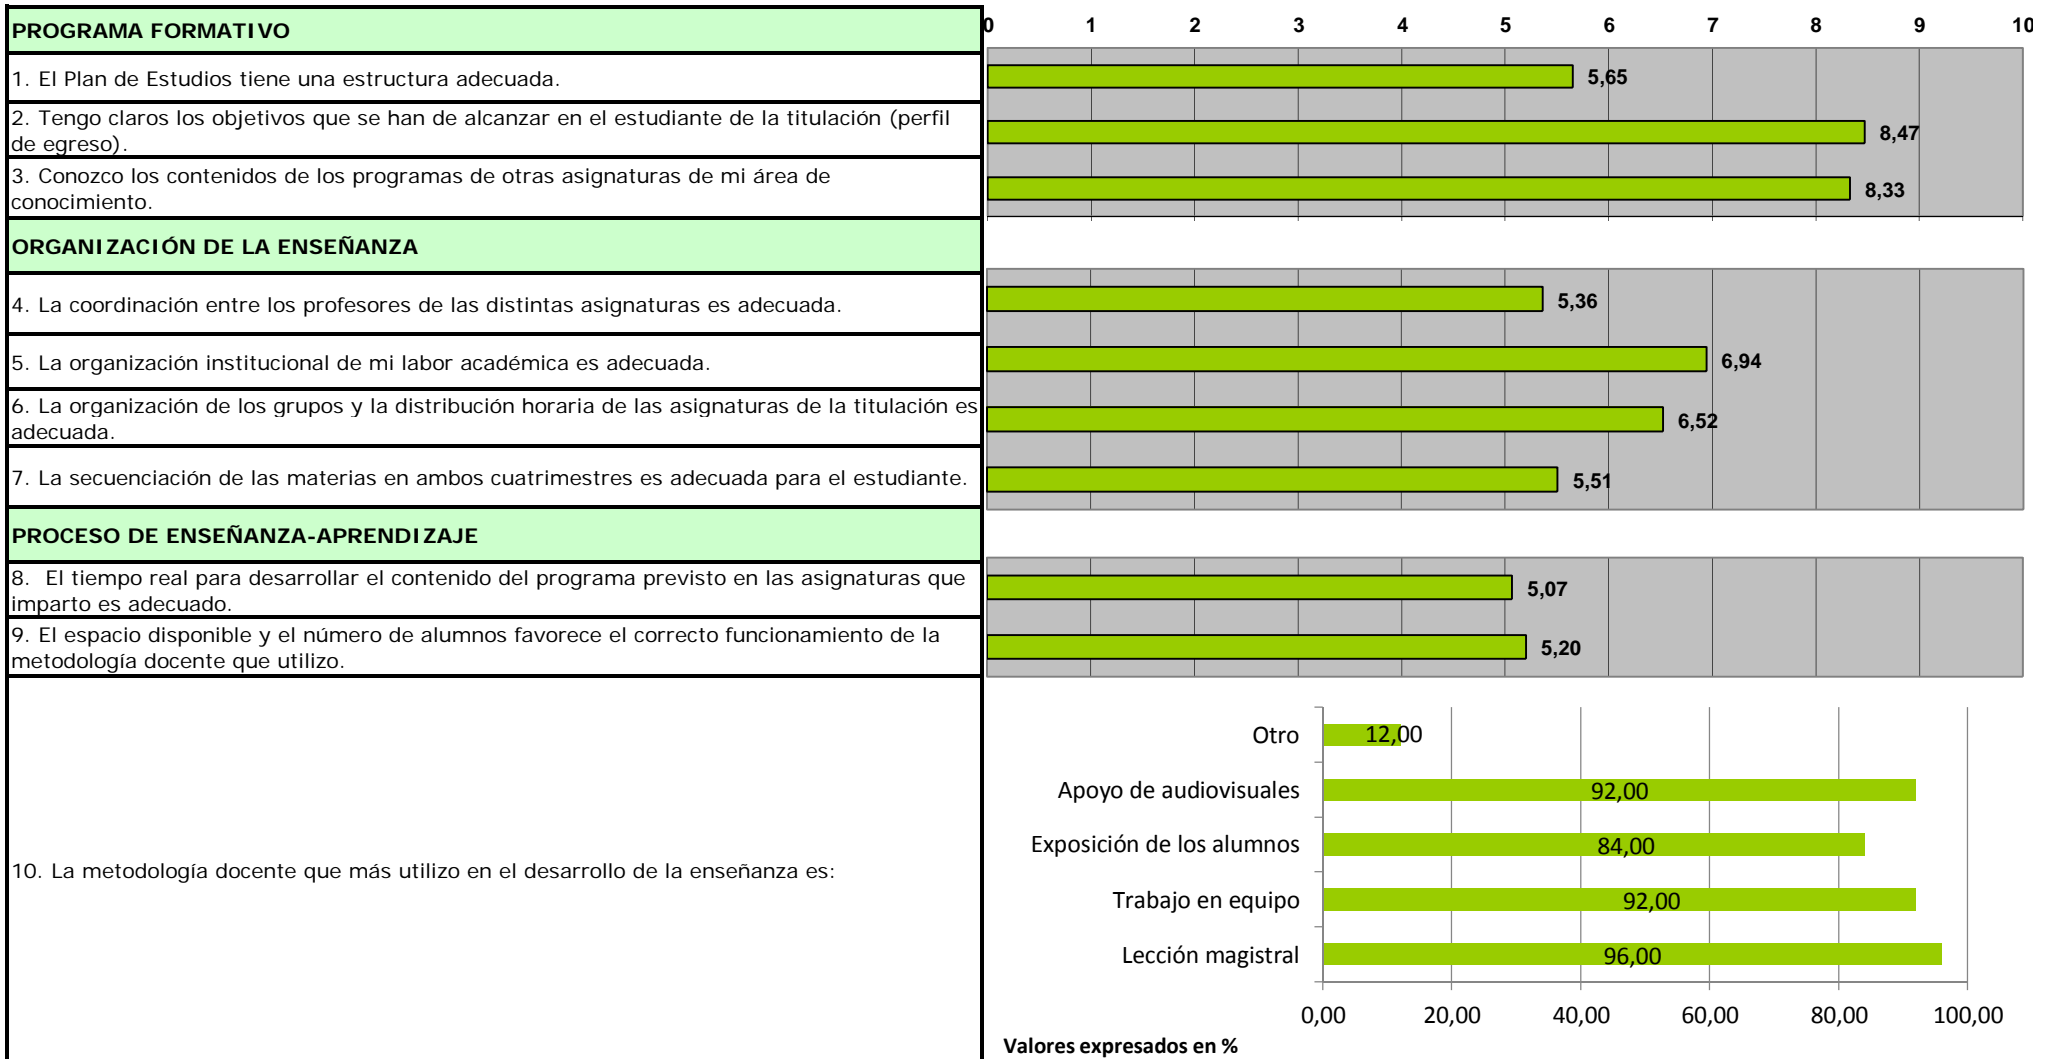 PROGRAMA FORMATIVO
0 1 2 3 4 5 6 7 8 9 10
1. El Plan de Estudios tiene una estructura adecuada.
5,65
2. Tengo claros los objetivos que se han de alcanzar en el estudiante de la titulación (perfil
de egreso).
8,47
3. Conozco los contenidos de los programas de otras asignaturas de mi área de
conocimiento.
8,33
ORGANIZACIÓN DE LA ENSEÑANZA
4. La coordinación entre los profesores de las distintas asignaturas es adecuada.
5,36
5. La organización institucional de mi labor académica es adecuada.
6,94
6. La organización de los grupos y la distribución horaria de las asignaturas de la titulación es
adecuada.
6,52
7. La secuenciación de las materias en ambos cuatrimestres es adecuada para el estudiante.
5,51
PROCESO DE ENSEÑANZA-APRENDIZAJE
8. El tiempo real para desarrollar el contenido del programa previsto en las asignaturas que
imparto es adecuado.
5,07
9. El espacio disponible y el número de alumnos favorece el correcto funcionamiento de la
metodología docente que utilizo.
5,20
10. La metodología docente que más utilizo en el desarrollo de la enseñanza es:
Otro 12,00
Apoyo de audiovisuales 92,00
Exposición de los alumnos 84,00
Trabajo en equipo 92,00
Lección magistral 96,00
0,00 20,00 40,00 60,00 80,00 100,00
Valores expresados en %